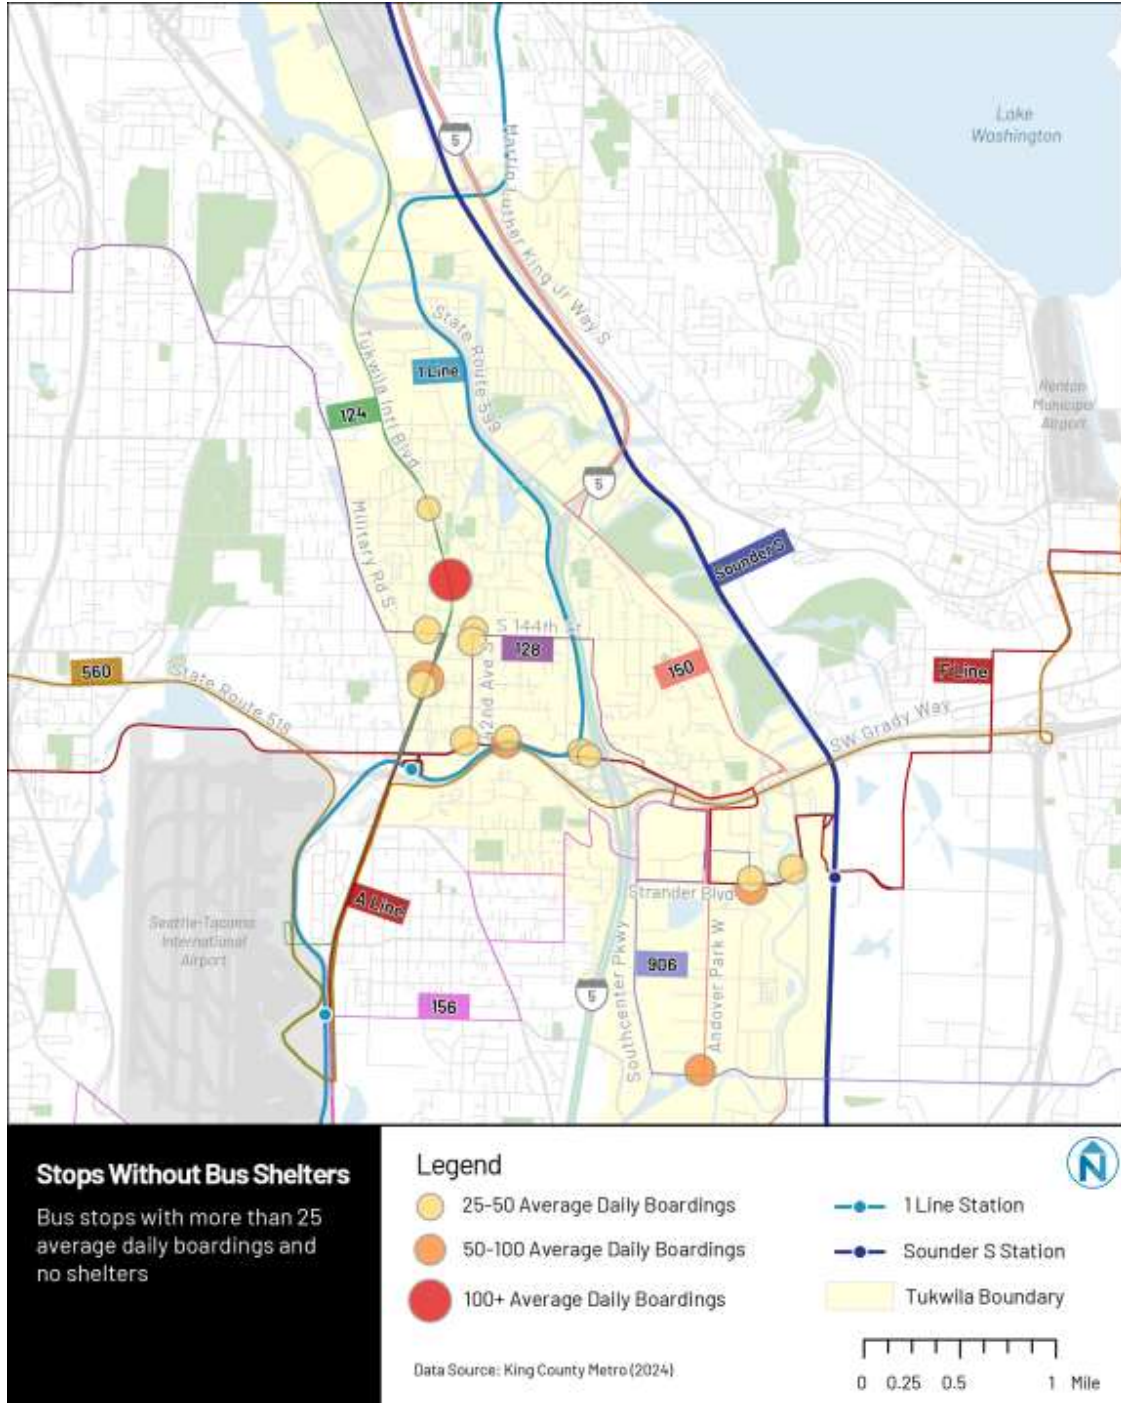 Lake
Washington
5
Martin Luther King Jr Way S
State Route 599
Tukwila Intl Blvd
1 Line
124
Renton
Municipal
Airport
5
Military Rd S
Sounder S
S 144th St
128
150
F Line
560
State Route 518
42nd Ave S
SW Grady Way
A Line
Strander Blvd
Seattle-Tacoma
International
Airport
906
Andover Park W
Southcenter Pkwy
5
156
Stops Without Bus Shelters
Bus stops with more than 25
average daily boardings and
no shelters
Legend
25-50 Average Daily Boardings
50-100 Average Daily Boardings
100+ Average Daily Boardings
Data Source: King County Metro (2024)
N
1 Line Station
Sounder S Station
Tukwila Boundary
0 0.25 0.5 1 Mile